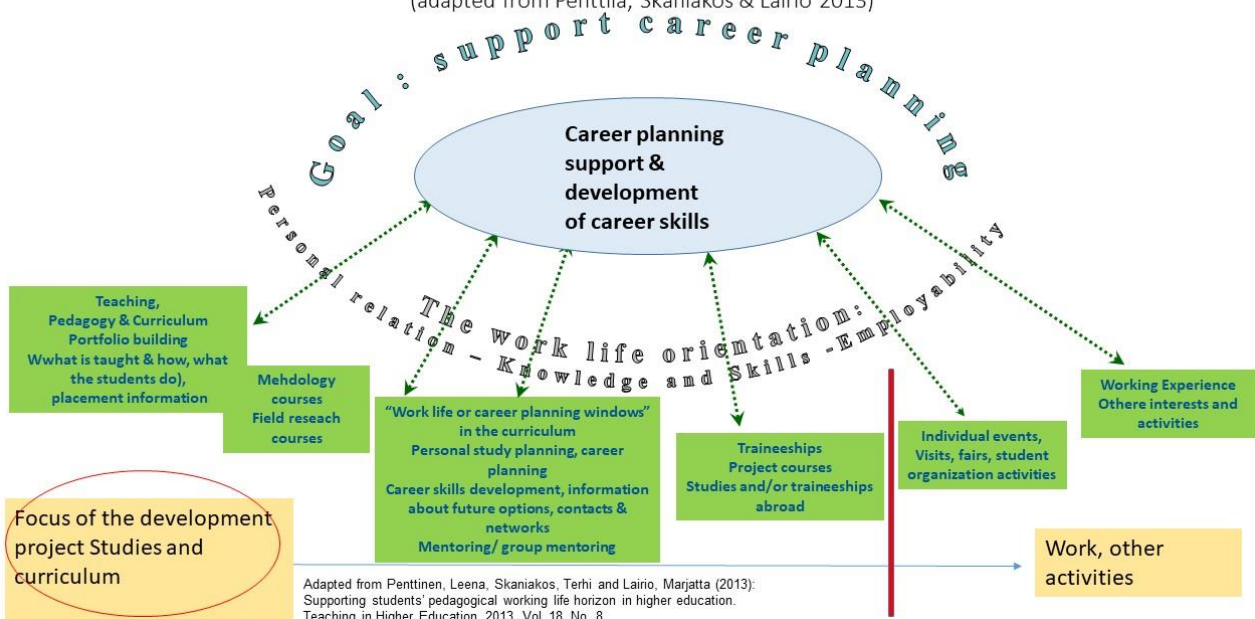 (adapted from Penttilä, Skaniakos & Lairio 2013)
Goal : support career planning
Career planning
support &
development
of career skills
Personal relation – Knowledge and Skills -Employability
The work life orientation:
Teaching,
Pedagogy & Curriculum
Portfolio building
Wwhat is taught & how, what
the students do),
placement information
Mehdology
courses
Field reseach
courses
“Work life or career planning windows”
in the curriculum
Personal study planning, career
planning
Career skills development, information
about future options, contacts &
networks
Mentoring/ group mentoring
Traineeships
Project courses
Studies and/or traineeships
abroad
Individual events,
Visits, fairs, student
organization activities
Working Experience
Othere interests and
activities
Focus of the development
project Studies and
curriculum
Work, other
activities
Adapted from Penttinen, Leena, Skaniakos, Terhi and Lairio, Marjatta (2013):
Supporting students’ pedagogical working life horizon in higher education.
Teaching in Higher Education, 2013, Vol. 18, No. 8